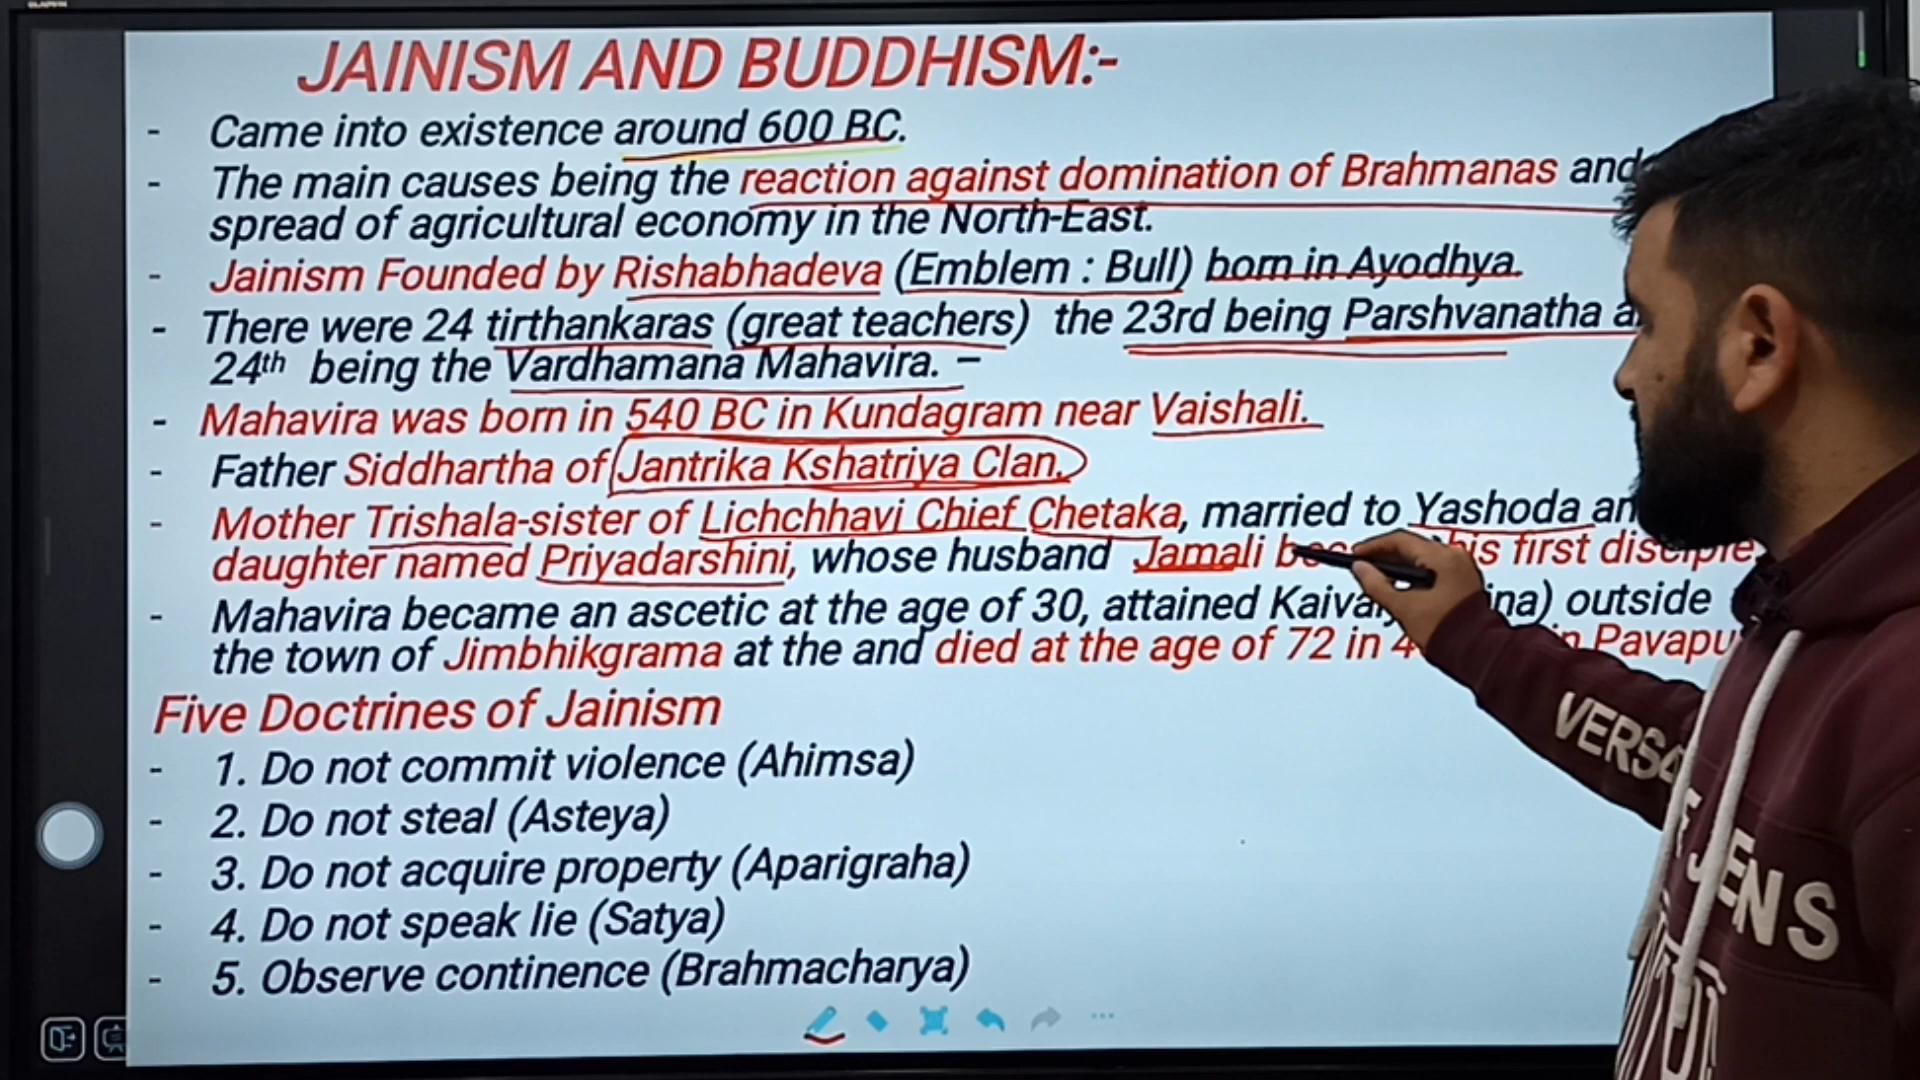 JAINISM AND BUDDHISM:-
- Came into existence around 600 BC.
- The main causes being the reaction against domination of Brahmanas and
spread of agricultural economy in the North-East.
- Jainism Founded by Rishabhadeva (Emblem : Bull) born in Ayodhya.
- There were 24 tirthankaras (great teachers) the 23rd being Parshvanatha
24th being the Vardhamana Mahavira. –
- Mahavira was born in 540 BC in Kundagram near Vaishali.
- Father Siddhartha of Jantrika Kshatriya Clan.
- Mother Trishala-sister of Lichchhavi Chief Chetaka, married to Yashoda
daughter named Priyadarshini, whose husband Jamali his first disciple
- Mahavira became an ascetic at the age of 30, attained outside
the town of Jimbhikgrama at the and died at the age of 72 in in
Five Doctrines of Jainism
- 1. Do not commit violence (Ahimsa)
- 2. Do not steal (Asteya)
- 3. Do not acquire property (Aparigraha)
- 4. Do not speak lie (Satya)
- 5. Observe continence (Brahmacharya)